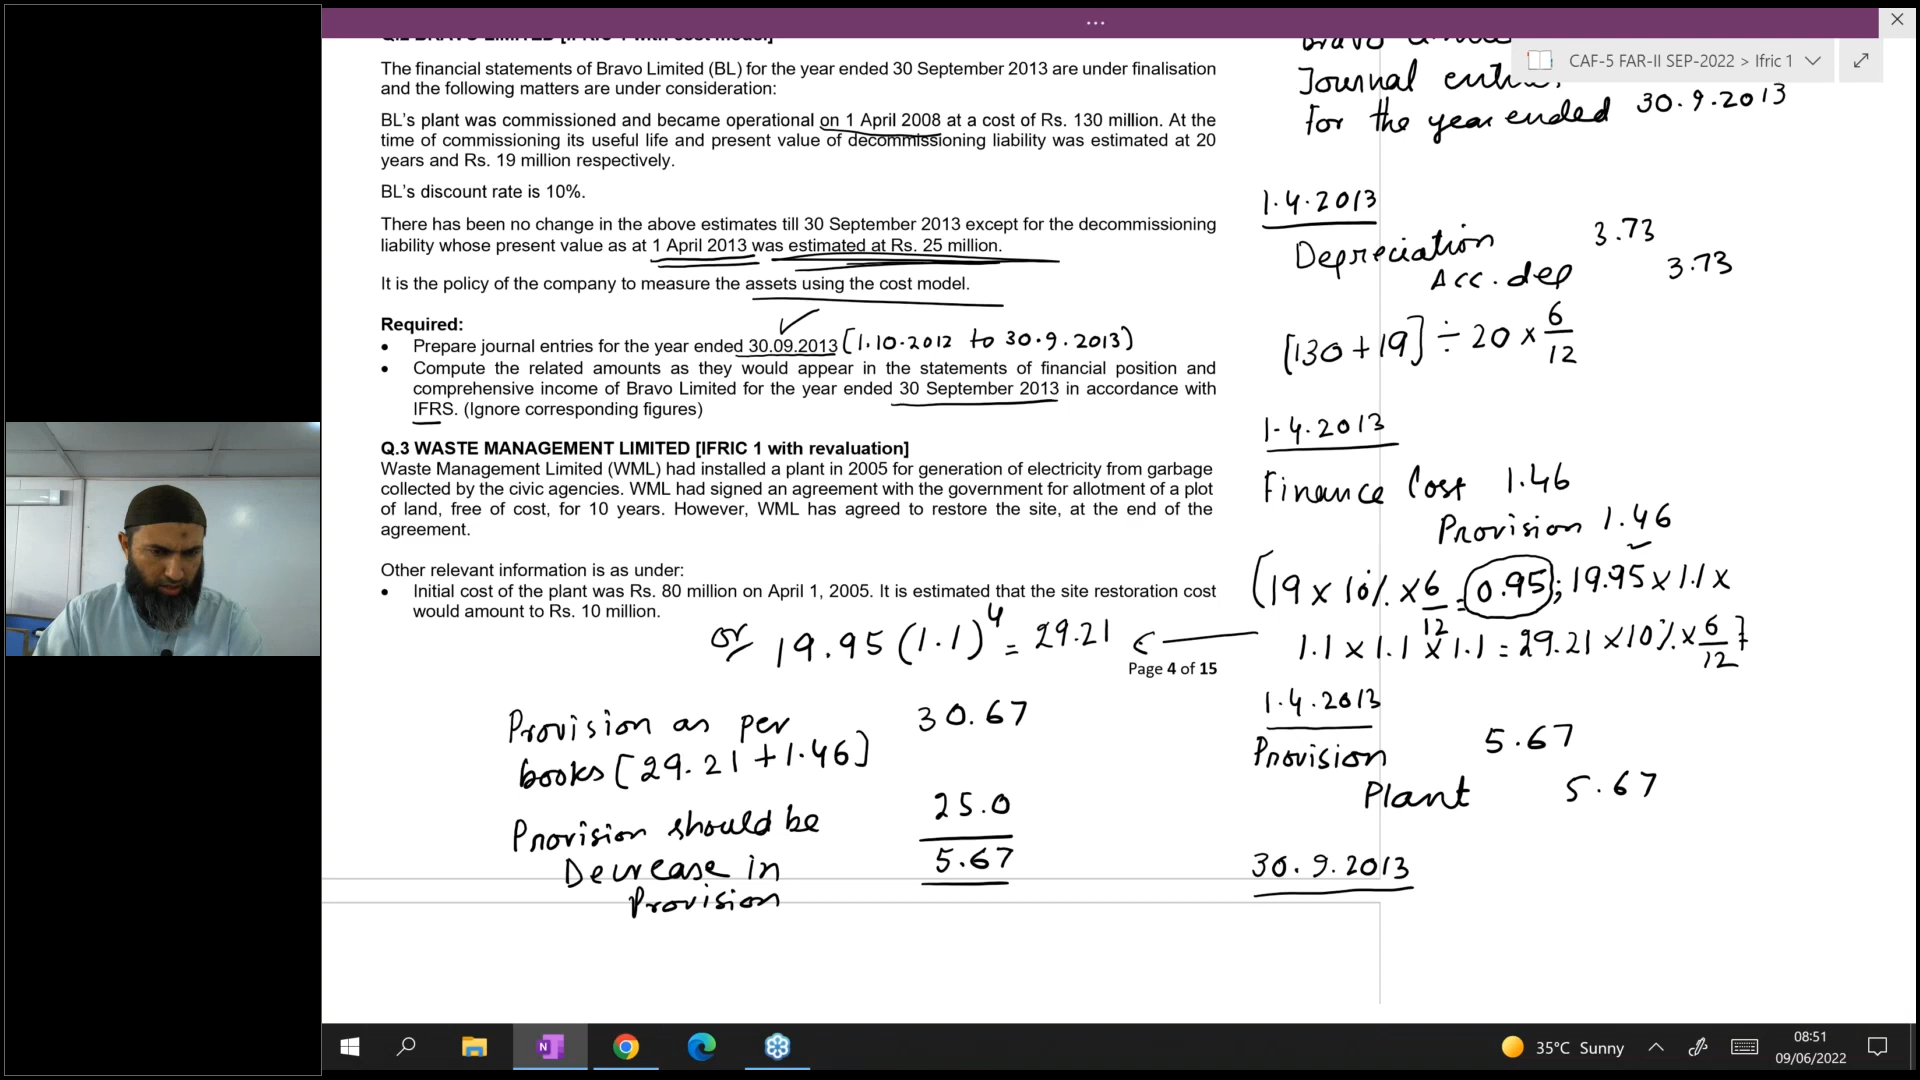 Q.2 BRAVO LIMITED [IFRIC 1 with cost model]
The financial statements of Bravo Limited (BL) for the year ended 30 September 2013 are under finalisation
and the following matters are under consideration:
BL's plant was commissioned and became operational on 1 April 2008 at a cost of Rs. 130 million. At the
time of commissioning its useful life and present value of decommissioning liability was estimated at 20
years and Rs. 19 million respectively.
BL's discount rate is 10%.
There has been no change in the above estimates till 30 September 2013 except for the decommissioning
liability whose present value as at 1 April 2013 was estimated at Rs. 25 million.
It is the policy of the company to measure the assets using the cost model.
Required:
• Prepare journal entries for the year ended 30.09.2013 [1.10.2012 to 30.9.2013)
• Compute the related amounts as they would appear in the statements of financial position and
comprehensive income of Bravo Limited for the year ended 30 September 2013 in accordance with
IFRS. (Ignore corresponding figures)
Q.3 WASTE MANAGEMENT LIMITED [IFRIC 1 with revaluation]
Waste Management Limited (WML) had installed a plant in 2005 for generation of electricity from garbage
collected by the civic agencies. WML had signed an agreement with the government for allotment of a plot
of land, free of cost, for 10 years. However, WML has agreed to restore the site, at the end of the
agreement.
Other relevant information is as under:
• Initial cost of the plant was Rs. 80 million on April 1, 2005. It is estimated that the site restoration cost
would amount to Rs. 10 million.
or 19.95 (1.1)⁴ = 29.21 ←
Page 4 of 15
Provision as per 30.67
books [29.21 + 1.46]
Provision should be 25.0
Decrease in 5.67
Provision
...
CAF-5 FAR-II SEP-2022 > Ifric 1
Bravo
Journal
for the year ended 30.9.2013
1.4.2013
Depreciation 3.73
Acc. dep 3.73
[130 + 19] ÷ 20 × 6/12
1.4.2013
Finance Cost 1.46
Provision 1.46
(19 × 10% × 6/12 = 0.95; 19.95 × 1.1 ×
1.1 × 1.1 × 1.1 = 29.21 × 10% × 6/12}
1.4.2013
Provision 5.67
Plant 5.67
30.9.2013
35°C Sunny
08:51
09/06/2022